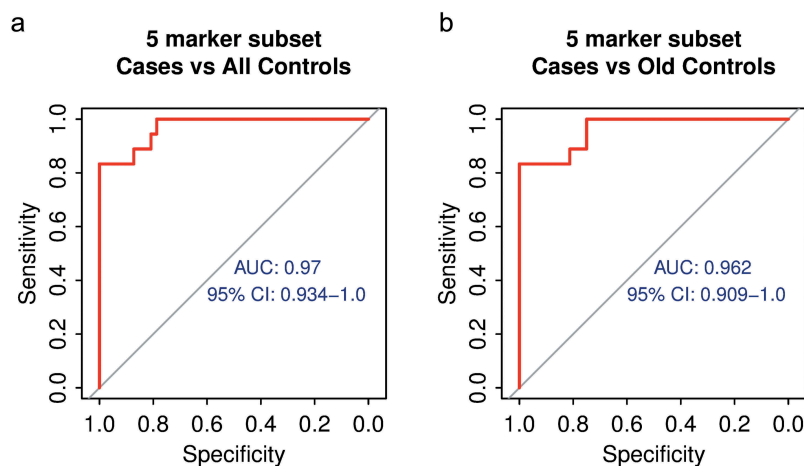 a
5 marker subset
Cases vs All Controls
1.0
0.8
0.6
0.4
0.2
0.0
Sensitivity
AUC: 0.97
95% CI: 0.934–1.0
1.0 0.8 0.6 0.4 0.2 0.0
Specificity
b
5 marker subset
Cases vs Old Controls
1.0
0.8
0.6
0.4
0.2
0.0
Sensitivity
AUC: 0.962
95% CI: 0.909–1.0
1.0 0.8 0.6 0.4 0.2 0.0
Specificity